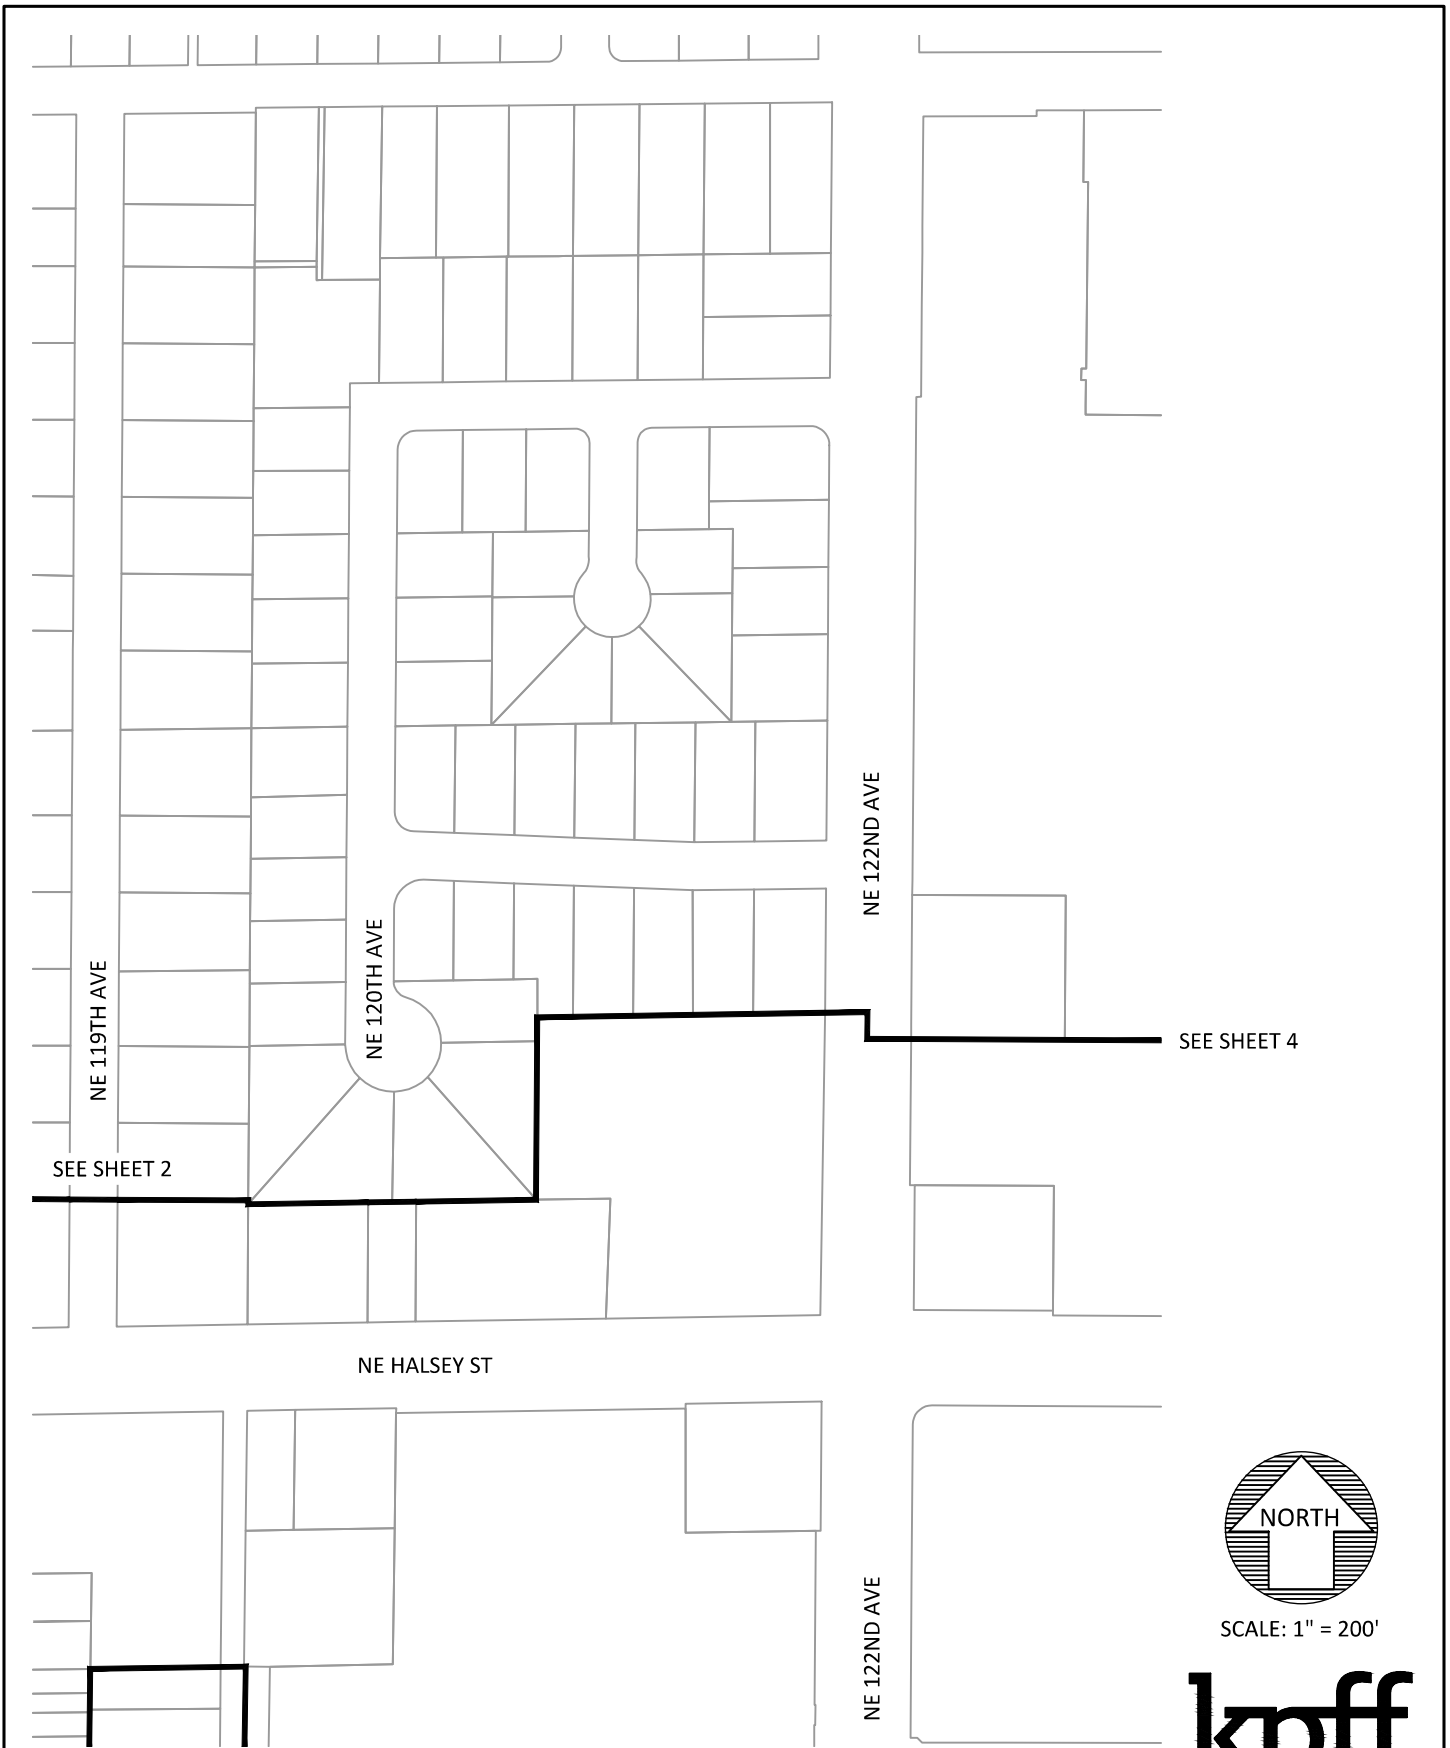 NE 122ND AVE
NE 120TH AVE
NE 119TH AVE
SEE SHEET 4
SEE SHEET 2
NE HALSEY ST
NORTH
SCALE: 1" = 200'
NE 122ND AVE
kpff